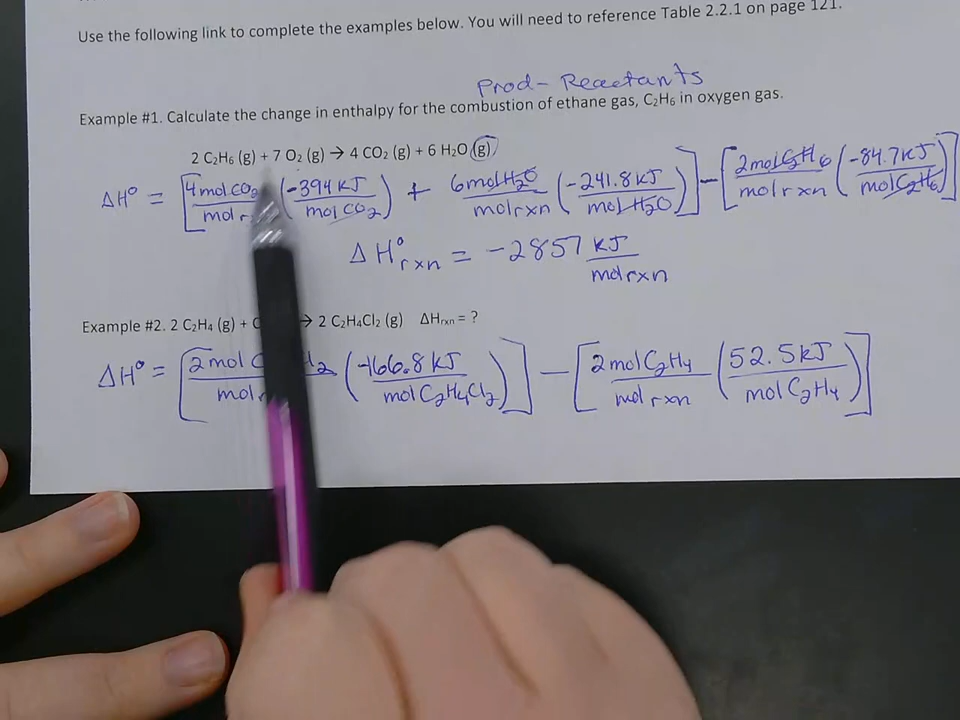 Use the following link to complete the examples below. You will need to reference Table 2.2.1 on page 121.
Prod - Reactants
Example #1. Calculate the change in enthalpy for the combustion of ethane gas, C₂H₆ in oxygen gas.
2 C₂H₆ (g) + 7 O₂ (g) → 4 CO₂ (g) + 6 H₂O (g)
ΔH° = [4 mol CO₂ / mol (-394 KJ / mol CO₂) + 6 mol H₂O / mol rxn (-241.8 KJ / mol H₂O)] - [2 mol C₂H₆ / mol rxn (-84.7 KJ / mol C₂H₆)]
ΔH°rxn = -2857 KJ / mol rxn
Example #2. 2 C₂H₄ (g) + → 2 C₂H₄Cl₂ (g) ΔHrxn = ?
ΔH° = [2 mol / mol (-166.8 KJ / mol C₂H₄Cl₂)] - [2 mol C₂H₄ / mol rxn (52.5 KJ / mol C₂H₄)]